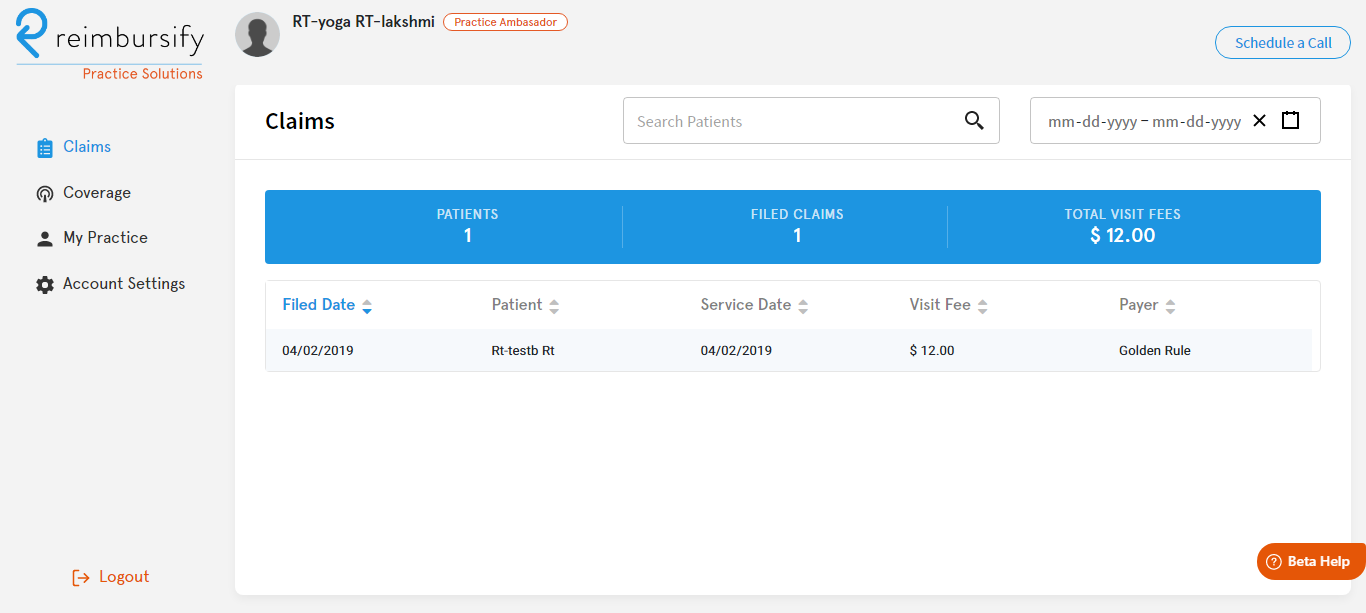 reimbursify
Practice Solutions
RT-yoga RT-lakshmi Practice Ambasador
Schedule a Call
Claims
Coverage
My Practice
Account Settings
Logout
Claims
Search Patients
mm-dd-yyyy – mm-dd-yyyy
PATIENTS FILED CLAIMS TOTAL VISIT FEES
1 1 $ 12.00
Filed Date Patient Service Date Visit Fee Payer
04/02/2019 Rt-testb Rt 04/02/2019 $ 12.00 Golden Rule
Beta Help